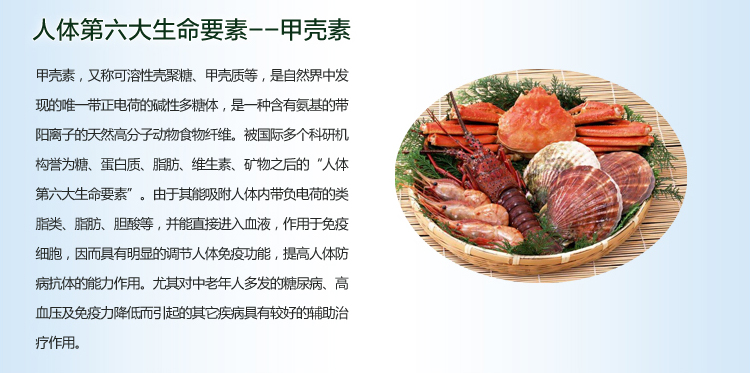 人体第六大生命要素--甲壳素
甲壳素，又称可溶性壳聚糖、甲壳质等，是自然界中发
现的唯一带正电荷的碱性多糖体，是一种含有氨基的带
阳离子的天然高分子动物食物纤维。被国际多个科研机
构誉为糖、蛋白质、脂肪、维生素、矿物之后的“人体
第六大生命要素”。由于其能吸附人体内带负电荷的类
脂类、脂肪、胆酸等，并能直接进入血液，作用于免疫
细胞，因而具有明显的调节人体免疫功能，提高人体防
病抗体的能力作用。尤其对中老年人多发的糖尿病、高
血压及免疫力降低而引起的其它疾病具有较好的辅助治
疗作用。